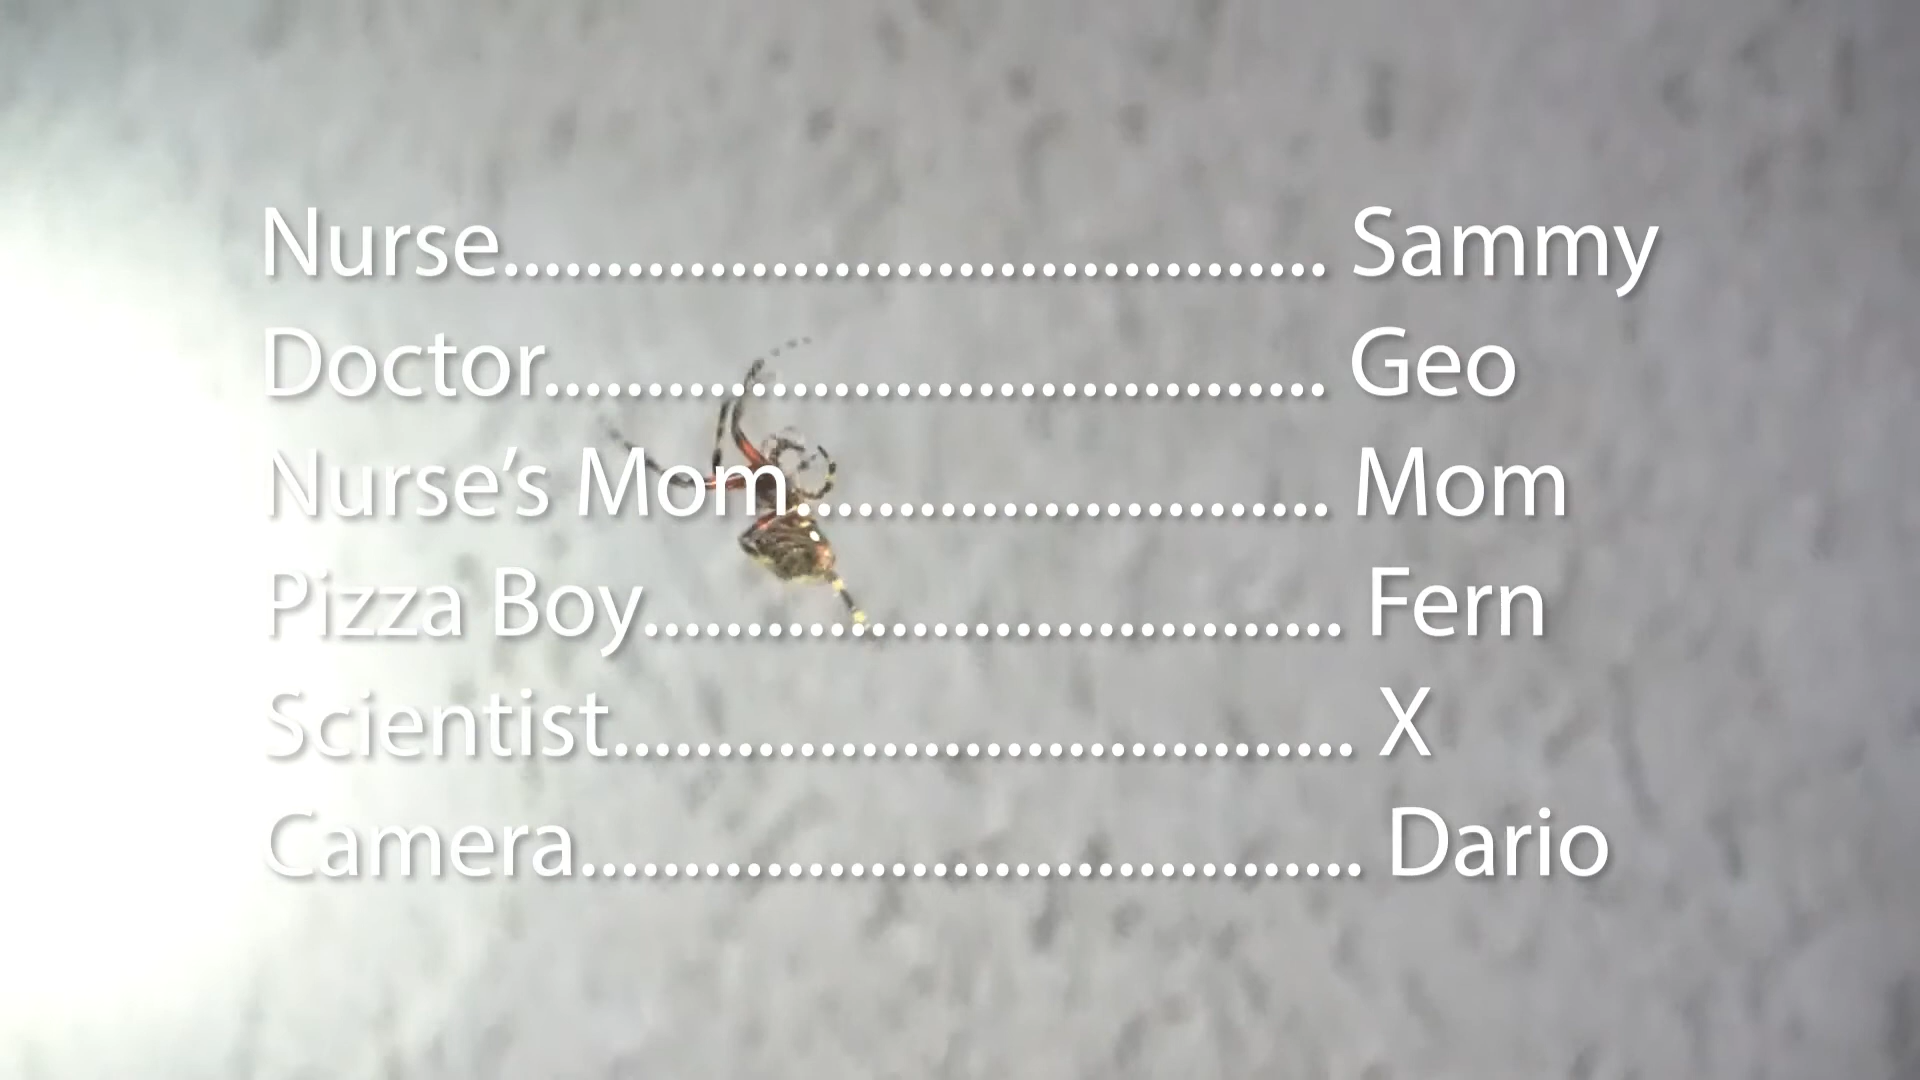 Nurse........................................ Sammy
Doctor...................................... Geo
Nurse’s Mom.......................... Mom
Pizza Boy.................................. Fern
Scientist.................................... X
Camera...................................... Dario